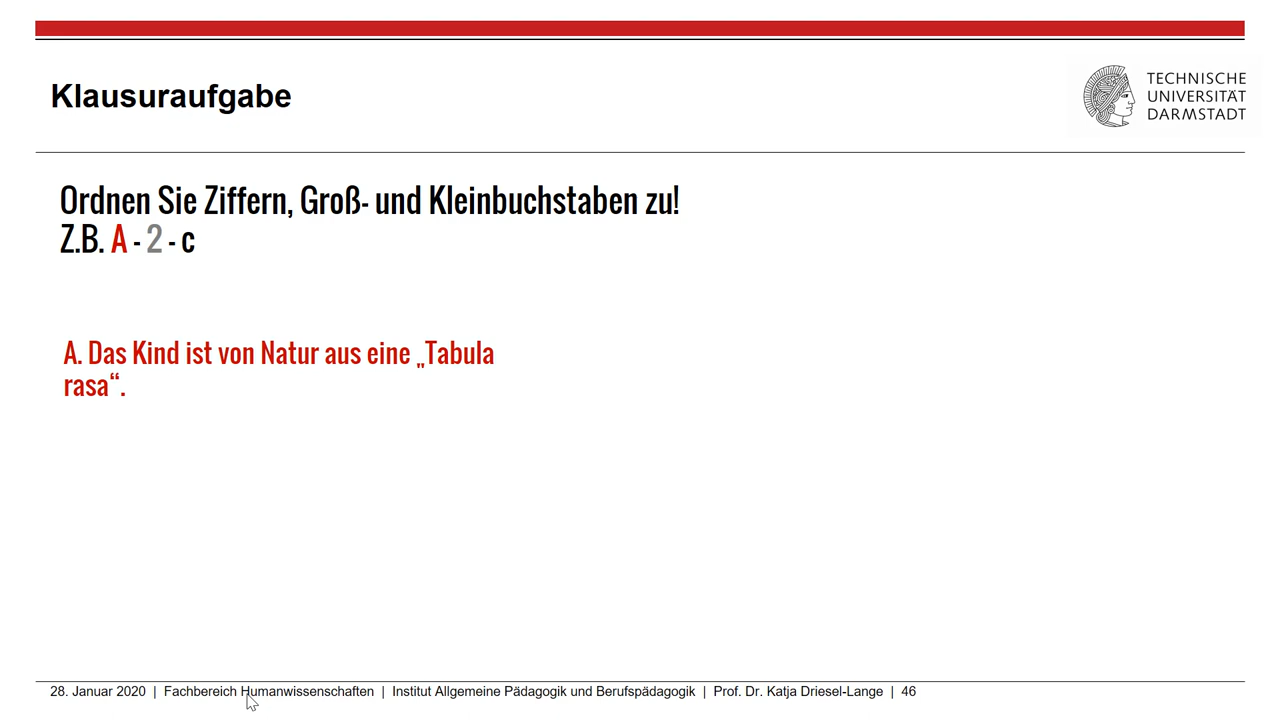 Klausuraufgabe
TECHNISCHE
UNIVERSITÄT
DARMSTADT
Ordnen Sie Ziffern, Groß- und Kleinbuchstaben zu!
Z.B. A - 2 - c
A. Das Kind ist von Natur aus eine „Tabula
rasa“.
28. Januar 2020 | Fachbereich Humanwissenschaften | Institut Allgemeine Pädagogik und Berufspädagogik | Prof. Dr. Katja Driesel-Lange | 46